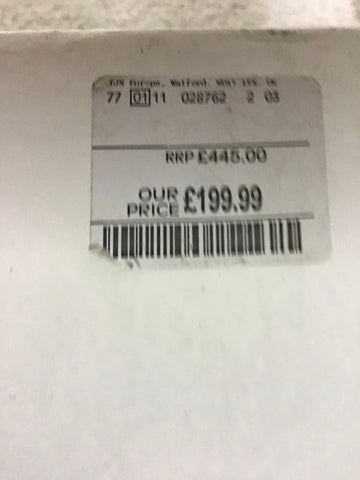 TJX Europe, Watford, WD17 1TX, UK
77 01 11 028762 2 03
RRP £445.00
OUR PRICE £199.99